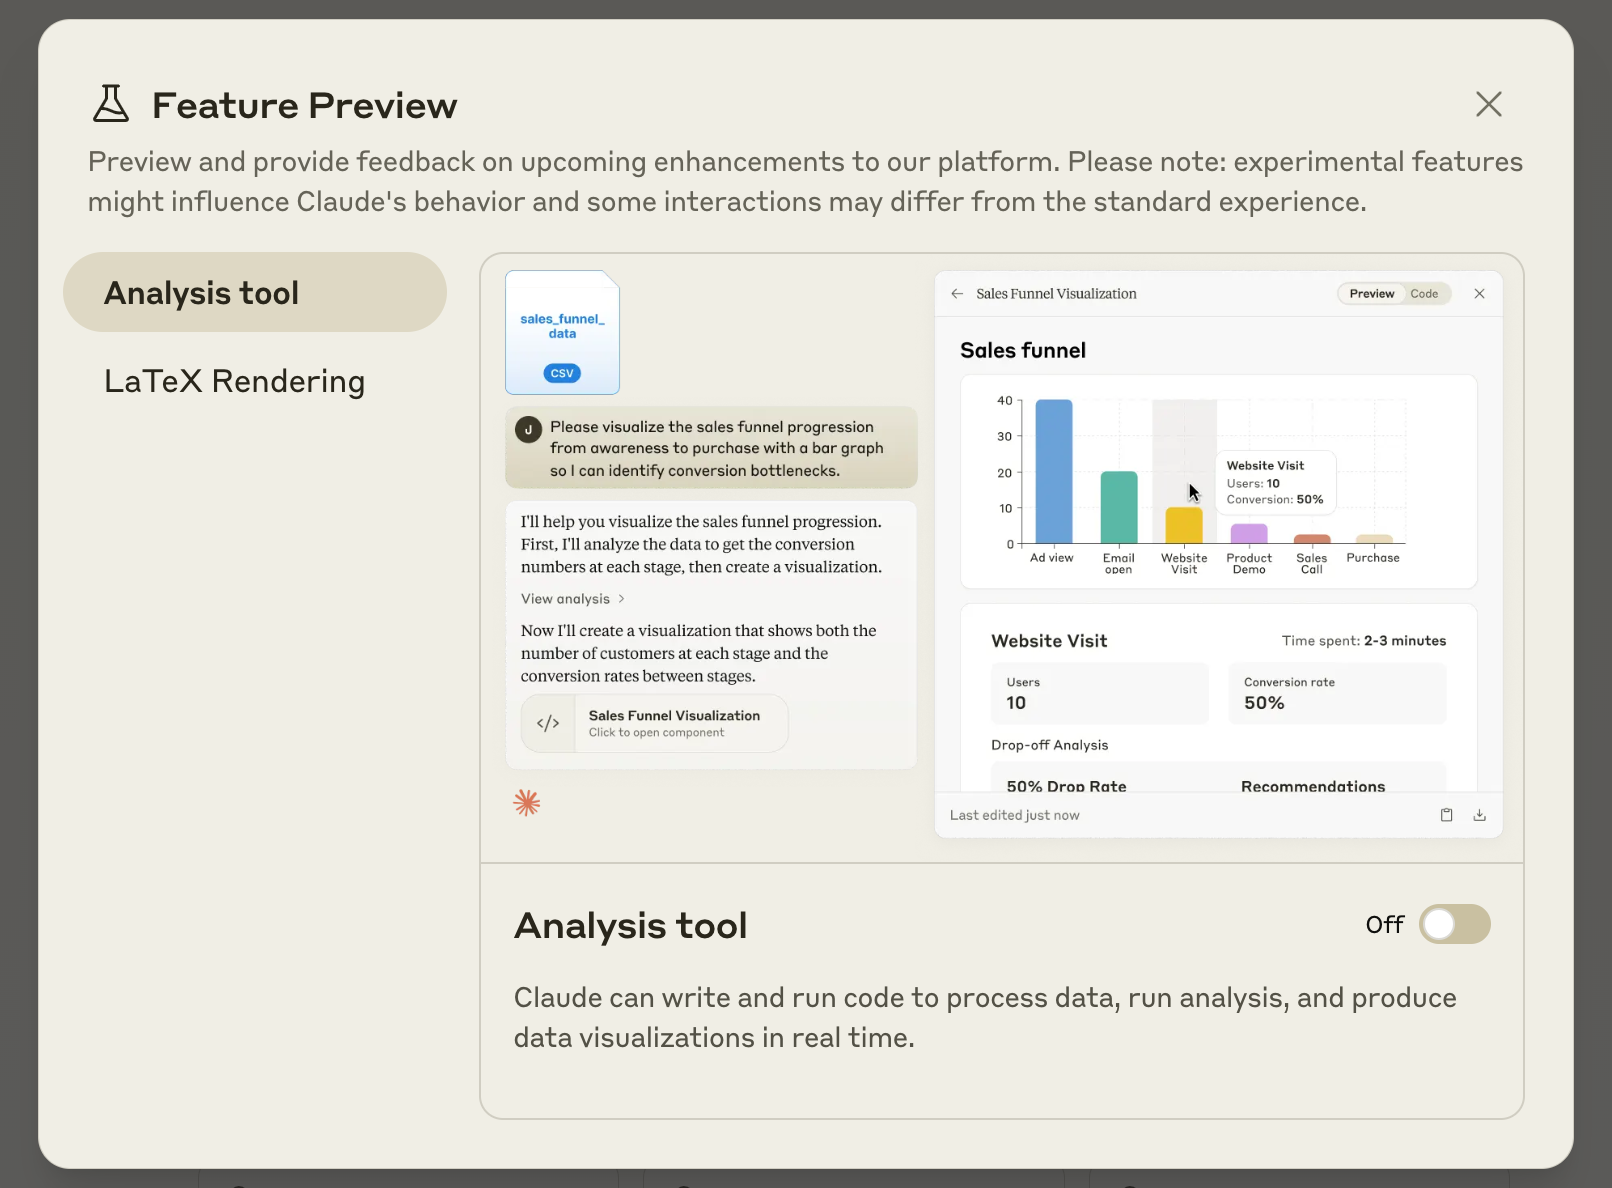 Feature Preview
Preview and provide feedback on upcoming enhancements to our platform. Please note: experimental features
might influence Claude's behavior and some interactions may differ from the standard experience.
Analysis tool
LaTeX Rendering
sales_funnel_
data
CSV
J
Please visualize the sales funnel progression
from awareness to purchase with a bar graph
so I can identify conversion bottlenecks.
I'll help you visualize the sales funnel progression.
First, I'll analyze the data to get the conversion
numbers at each stage, then create a visualization.
View analysis
Now I'll create a visualization that shows both the
number of customers at each stage and the
conversion rates between stages.
</>
Sales Funnel Visualization
Click to open component
Sales Funnel Visualization
Preview Code
Sales funnel
40
30
20
10
0
Website Visit
Users: 10
Conversion: 50%
Ad view
Email
open
Website
Visit
Product
Demo
Sales
Call
Purchase
Website Visit
Time spent: 2-3 minutes
Users
10
Conversion rate
50%
Drop-off Analysis
50% Drop Rate
Recommendations
Last edited just now
Analysis tool
Off
Claude can write and run code to process data, run analysis, and produce
data visualizations in real time.